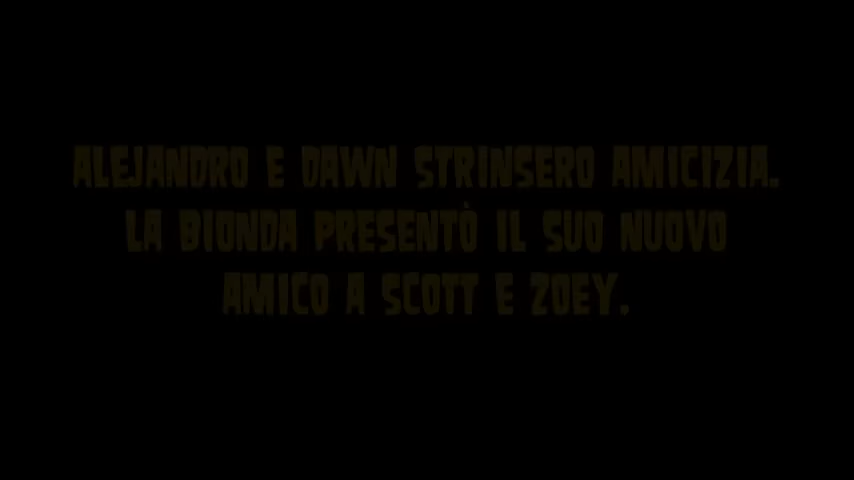 ALEJANDRO E DAWN STRINSERO AMICIZIA.
LA BIONDA PRESENTÒ IL SUO NUOVO
AMICO A SCOTT E ZOEY.